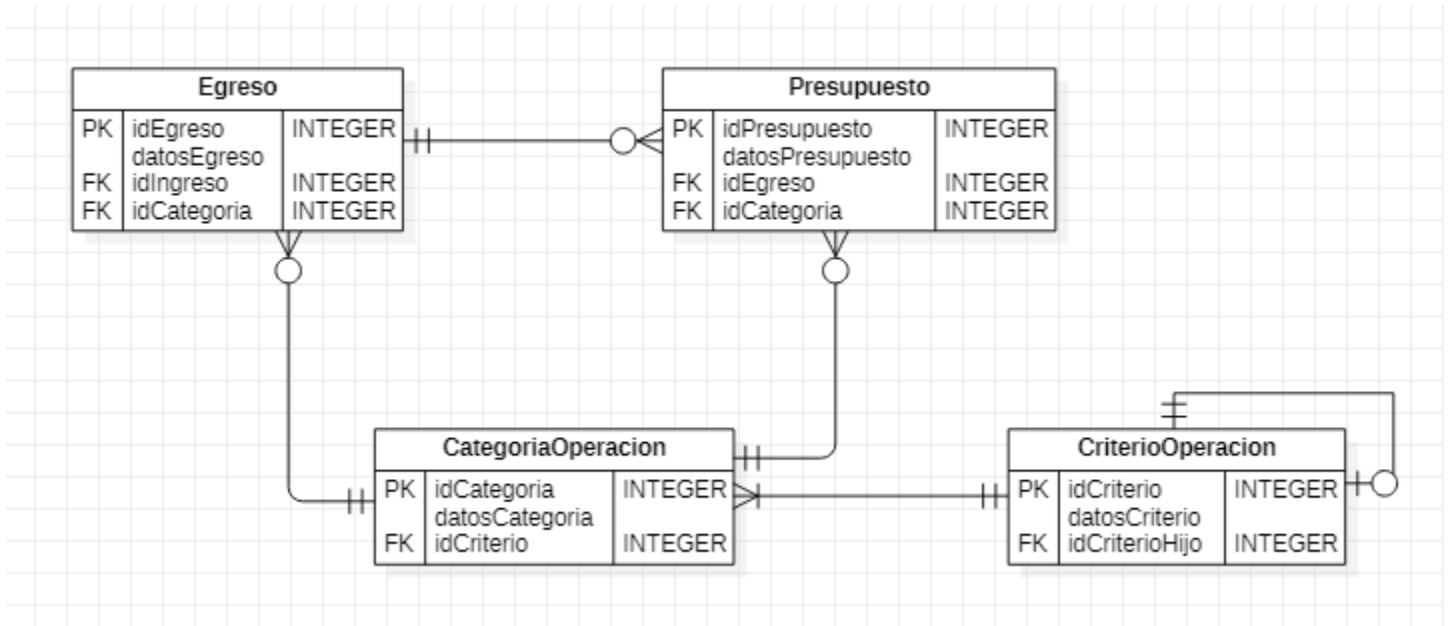 Egreso
PK idEgreso INTEGER
datosEgreso
FK idIngreso INTEGER
FK idCategoria INTEGER
Presupuesto
PK idPresupuesto INTEGER
datosPresupuesto
FK idEgreso INTEGER
FK idCategoria INTEGER
CategoriaOperacion
PK idCategoria INTEGER
datosCategoria
FK idCriterio INTEGER
CriterioOperacion
PK idCriterio INTEGER
datosCriterio
FK idCriterioHijo INTEGER